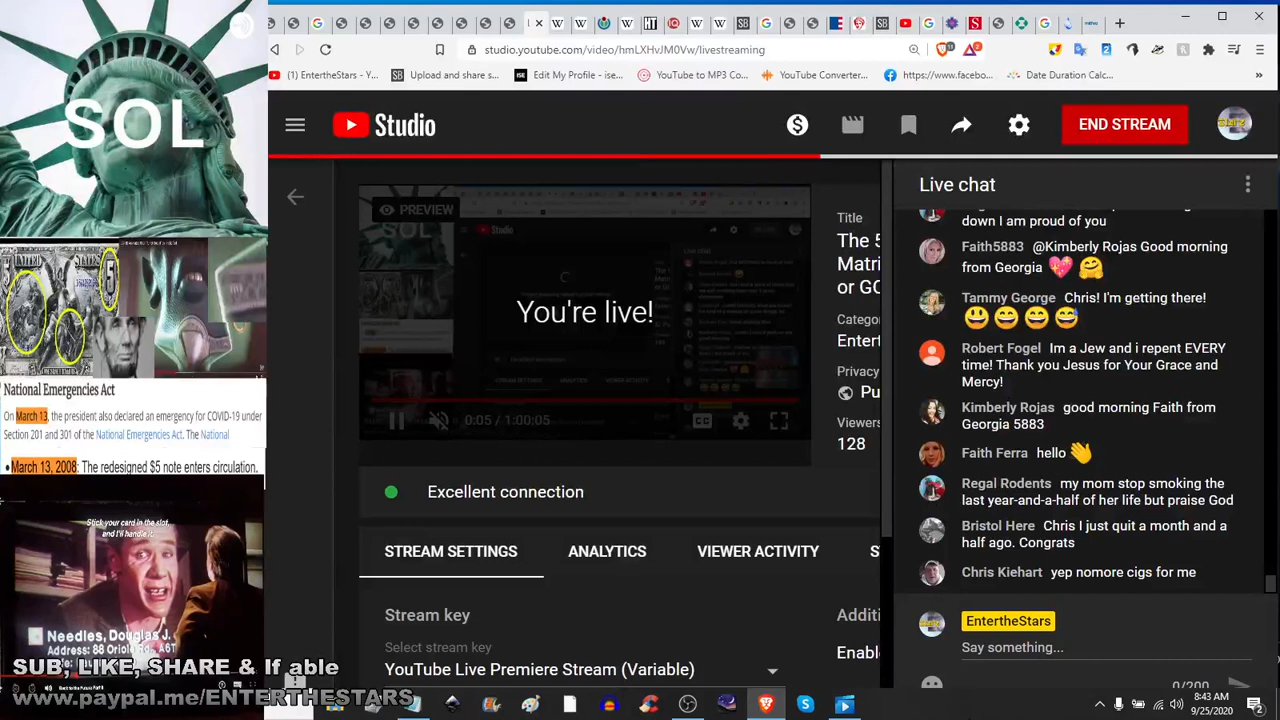 SOL
5
National Emergencies Act
On March 13, the president also declared an emergency for COVID-19 under
Section 201 and 301 of the National Emergencies Act. The National
•March 13, 2008: The redesigned $5 note enters circulation.
Stick your card in the slot,
and I'll handle it.
Needles, Douglas J.
SUB, LIKE, SHARE & If able
www.paypal.me/ENTERTHESTARS
studio.youtube.com/video/hmLXHvJM0Vw/livestreaming
(1) EntertheStars - Y...
Upload and share s...
Edit My Profile - ise...
YouTube to MP3 Co...
YouTube Converter...
https://www.facebo...
Date Duration Calc...
»
Studio
END STREAM
PREVIEW
You're live!
0:05 / 1:00:05
Title
The 5
Matri
or GC
Catego
Entert
Privacy
Pu
Viewers
128
Excellent connection
STREAM SETTINGS
ANALYTICS
VIEWER ACTIVITY
S
Stream key
Select stream key
YouTube Live Premiere Stream (Variable)
Additi
Enabl
Live chat
down I am proud of you
Faith5883 @Kimberly Rojas Good morning
from Georgia 💖 🤗
Tammy George Chris! I'm getting there!
😃 😄 😄 😅
Robert Fogel Im a Jew and i repent EVERY
time! Thank you Jesus for Your Grace and
Mercy!
Kimberly Rojas good morning Faith from
Georgia 5883
Faith Ferra hello 👋
Regal Rodents my mom stop smoking the
last year-and-a-half of her life but praise God
Bristol Here Chris I just quit a month and a
half ago. Congrats
Chris Kiehart yep nomore cigs for me
EntertheStars
Say something...
0/200
8:43 AM
9/25/2020